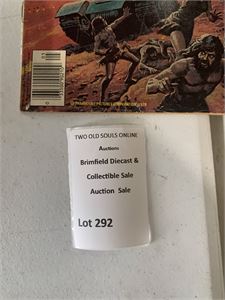 TWO OLD SOULS ONLINE
Auctions
Brimfield Diecast &
Collectible Sale
Auction Sale
Lot 292